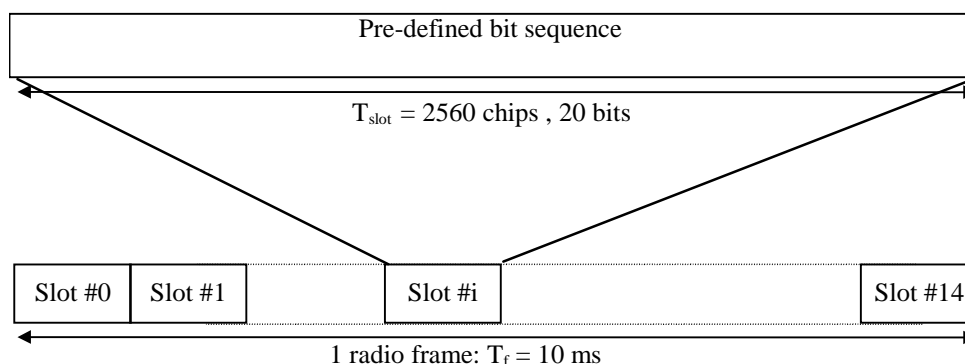 Pre-defined bit sequence
Tslot = 2560 chips , 20 bits
Slot #0 Slot #1 Slot #i Slot #14
1 radio frame: Tf = 10 ms